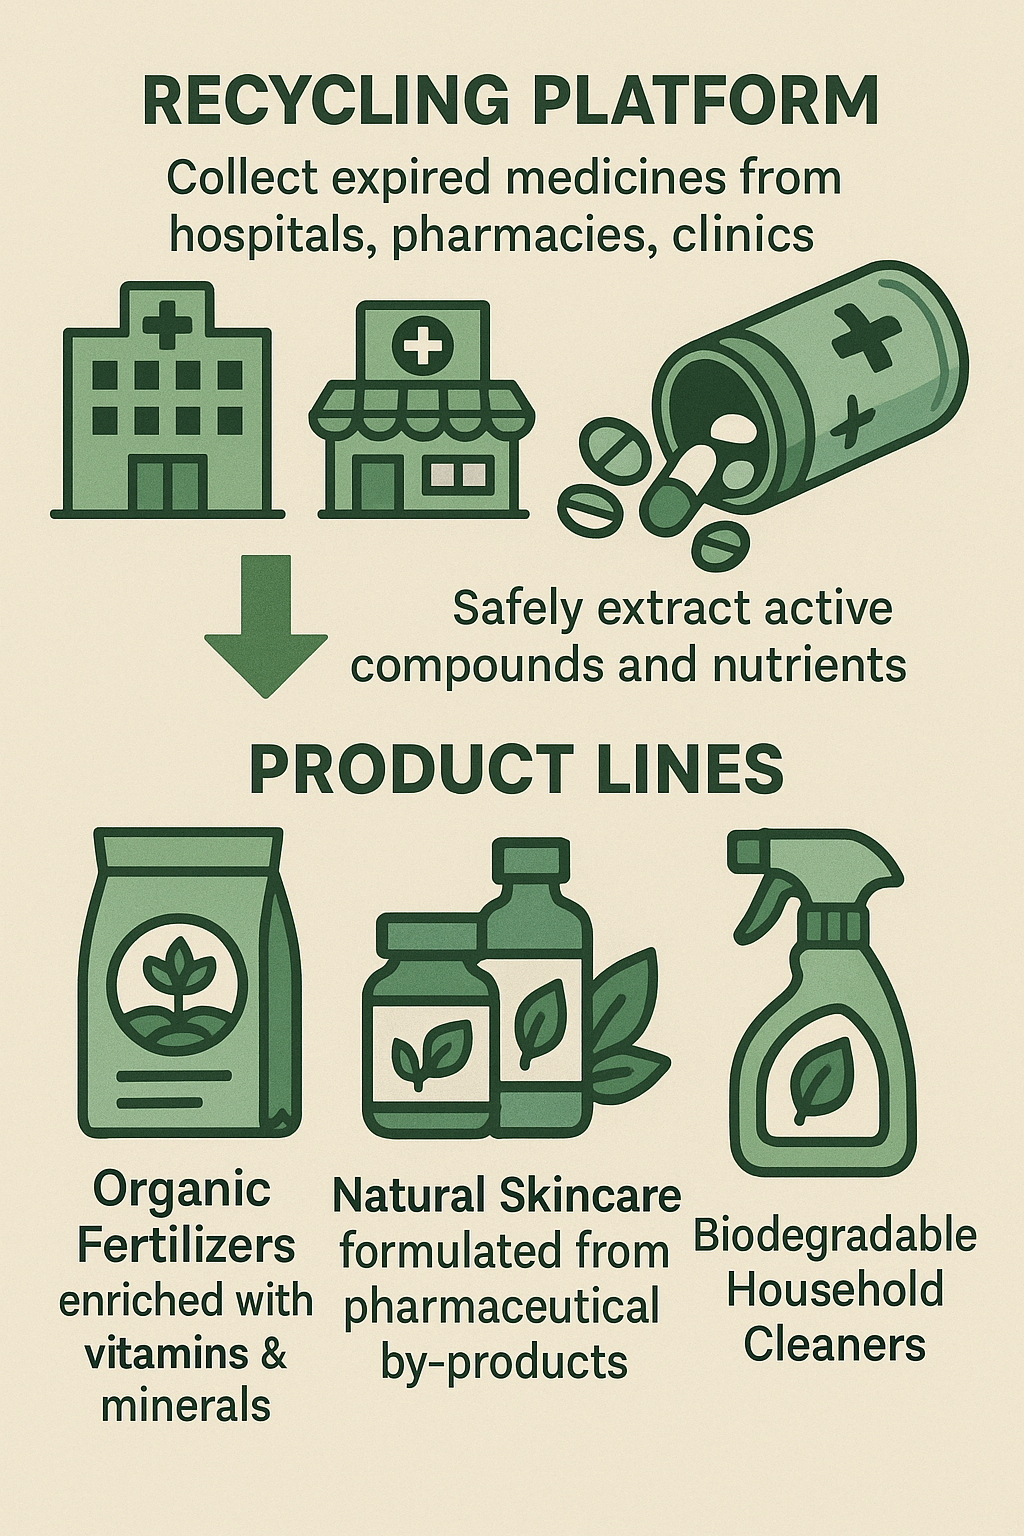 RECYCLING PLATFORM
Collect expired medicines from
hospitals, pharmacies, clinics
Safely extract active
compounds and nutrients
PRODUCT LINES
Organic
Fertilizers
enriched with
vitamins &
minerals
Natural Skincare
formulated from
pharmaceutical
by-products
Biodegradable
Household
Cleaners